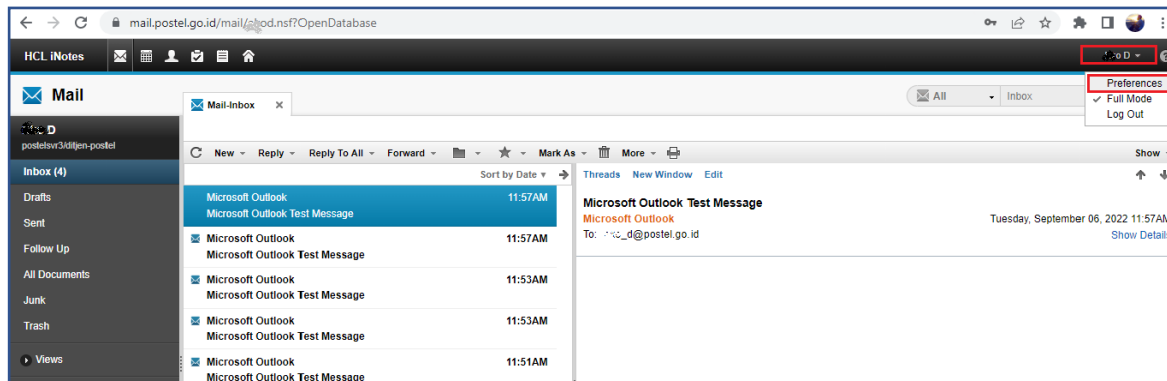 mail.postel.go.id/mail/ od.nsf?OpenDatabase
HCL iNotes
o D
Preferences
Full Mode
Log Out
Mail
Mail-Inbox
All
Inbox
D
postelsvr3/ditjen-postel
New Reply Reply To All Forward Mark As More Show
Inbox (4)
Drafts
Sent
Follow Up
All Documents
Junk
Trash
Views
Sort by Date
Microsoft Outlook 11:57AM
Microsoft Outlook Test Message
Microsoft Outlook 11:57AM
Microsoft Outlook Test Message
Microsoft Outlook 11:53AM
Microsoft Outlook Test Message
Microsoft Outlook 11:53AM
Microsoft Outlook Test Message
Microsoft Outlook 11:51AM
Microsoft Outlook Test Message
Threads New Window Edit
Microsoft Outlook Test Message
Microsoft Outlook
Tuesday, September 06, 2022 11:57AM
To: _d@postel.go.id
Show Details